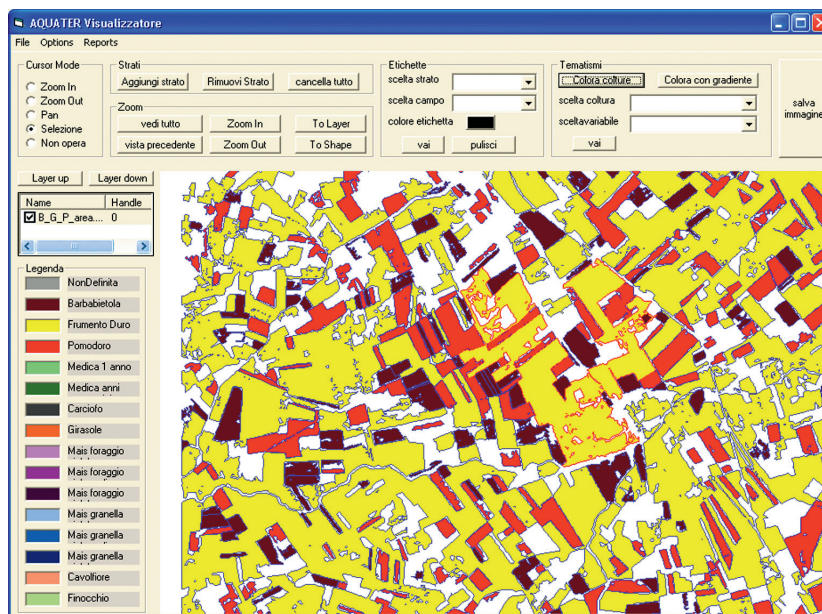 AQUATER Visualizzatore
File Options Reports
Cursor Mode
Zoom In
Zoom Out
Pan
Selezione
Non opera
Strati
Aggiungi strato Rimuovi Strato cancella tutto
Zoom
vedi tutto Zoom In To Layer
vista precedente Zoom Out To Shape
Etichette
scelta strato
scelta campo
colore etichetta
vai pulisci
Tematismi
Colora colture Colora con gradiente
scelta coltura
sceltavariabile
vai
salva
immagine
Layer up Layer down
Name Handle
B_G_P_area.... 0
Legenda
NonDefinita
Barbabietola
Frumento Duro
Pomodoro
Medica 1 anno
Medica anni
Carciofo
Girasole
Mais foraggio
Mais foraggio
Mais foraggio
Mais granella
Mais granella
Mais granella
Cavolfiore
Finocchio